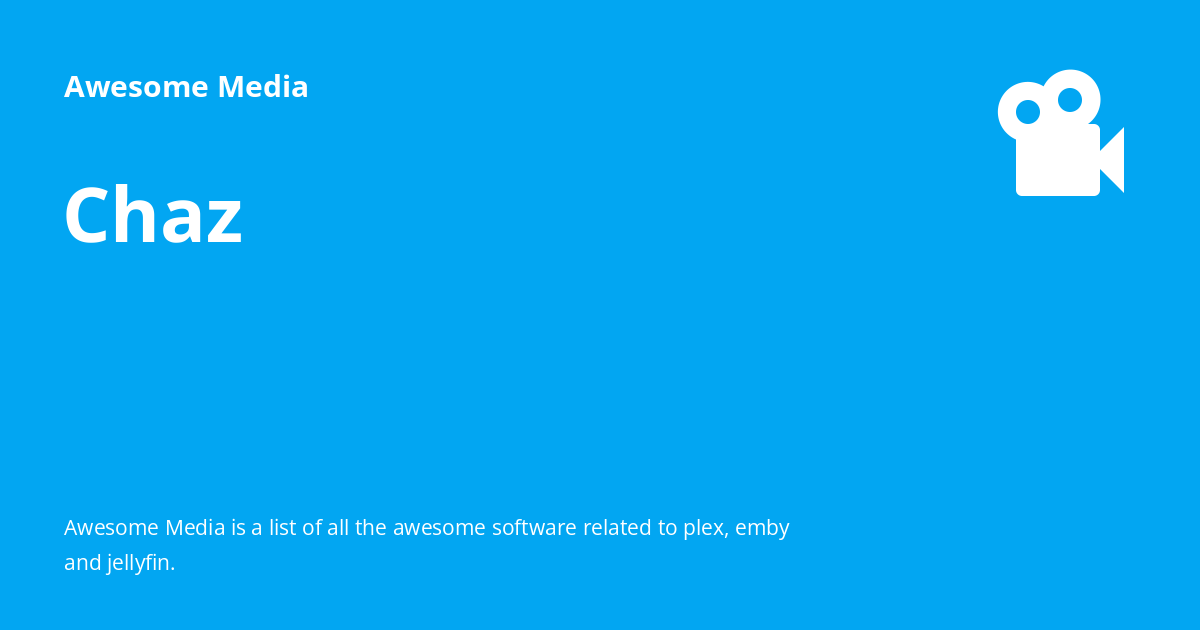 Awesome Media
Chaz
Awesome Media is a list of all the awesome software related to plex, emby
and jellyfin.